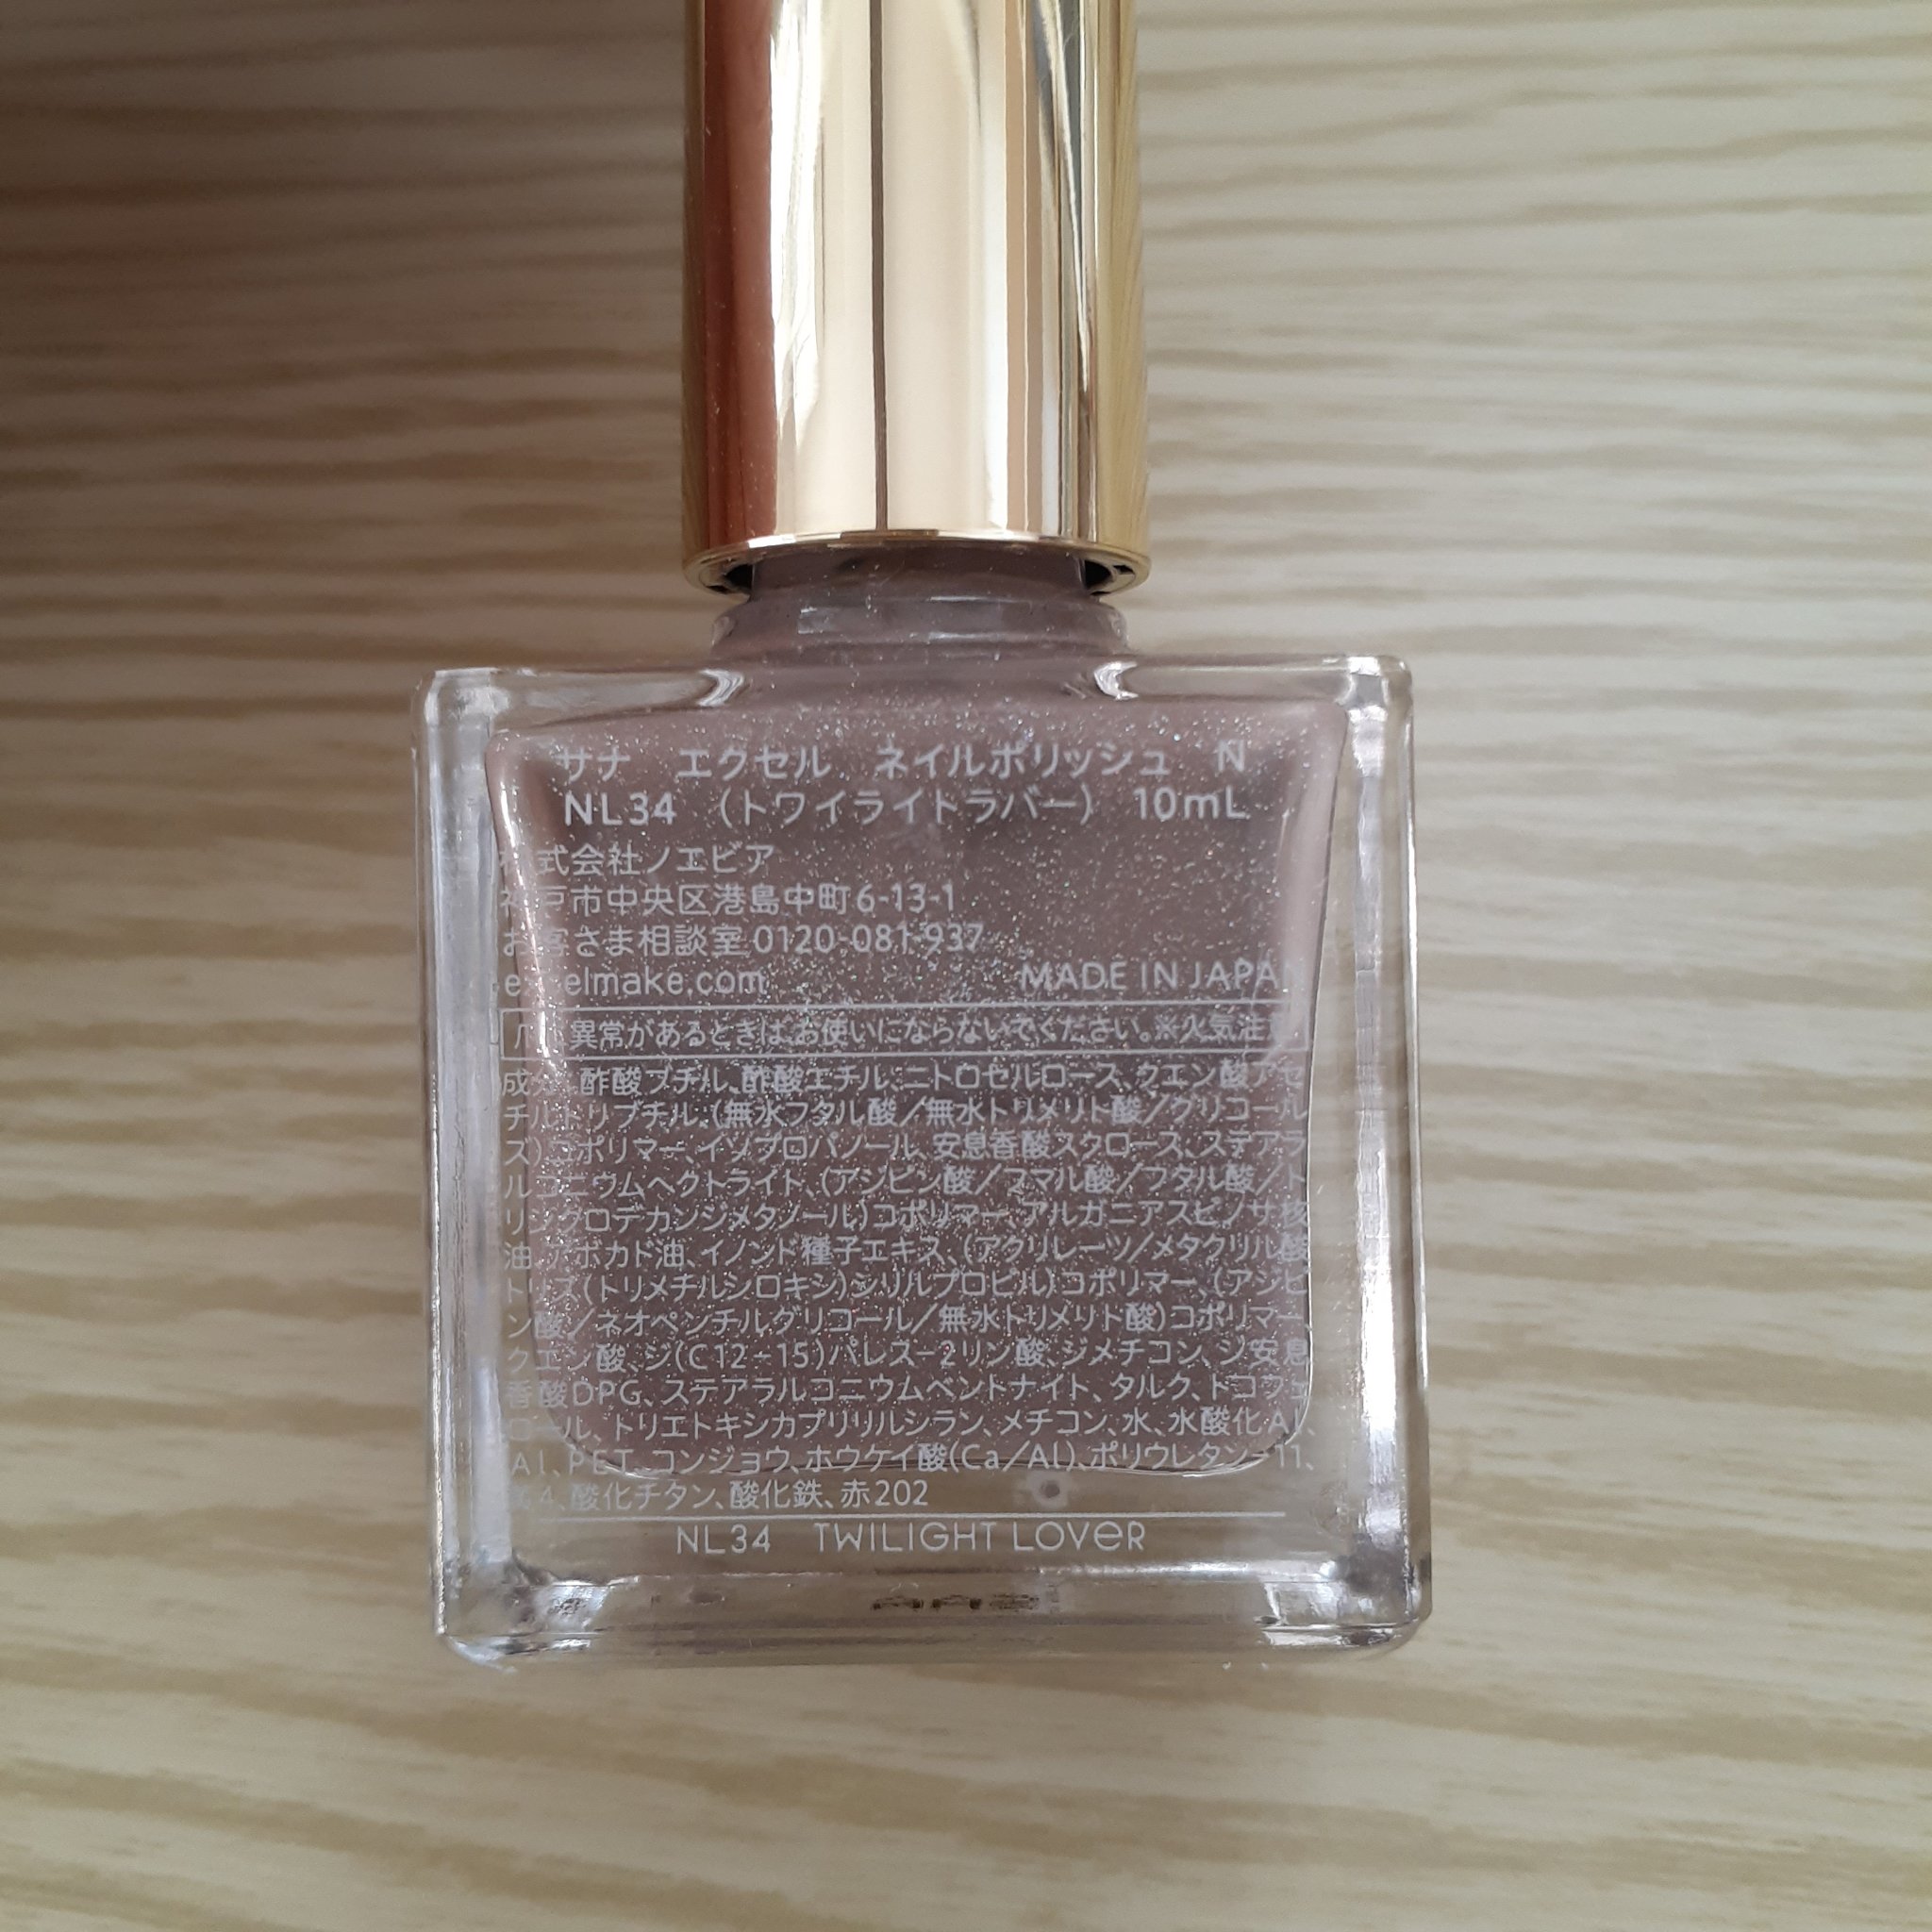 サナ エクセル ネイルポリッシュ N
NL34 (トワイライトラバー) 10mL
株式会社ノエビア
神戸市中央区港島中町6-13-1
お客さま相談室 0120-081-937
excelmake.com MADE IN JAPAN
爪に異常があるときはお使いにならないでください。※火気注意
成分:酢酸ブチル、酢酸エチル、ニトロセルロース、クエン酸アセ
チルトリブチル、(無水フタル酸/無水トリメリト酸/グリコール
ズ)コポリマー、イソプロパノール、安息香酸スクロース、ステアラ
ルコニウムヘクトライト、(アジピン酸/フマル酸/フタル酸/ト
リシクロデカンジメタノール)コポリマー、アルガニアスピノサ核
油、アボカド油、イノンド種子エキス、(アクリレーツ/メタクリル酸
トリス(トリメチルシロキシ)シリルプロピル)コポリマー、(アジピ
ン酸/ネオペンチルグリコール/無水トリメリト酸)コポリマー、
クエン酸、ジ(C12-15)パレス-2リン酸、ジメチコン、ジ安息
香酸DPG、ステアラルコニウムベントナイト、タルク、トコフェ
ロール、トリエトキシカプリリルシラン、メチコン、水、水酸化Al、
Al、PET、コンジョウ、ホウケイ酸(Ca/Al)、ポリウレタン-11、
酸化チタン、酸化鉄、赤202
NL34 TWILIGHT LOVER